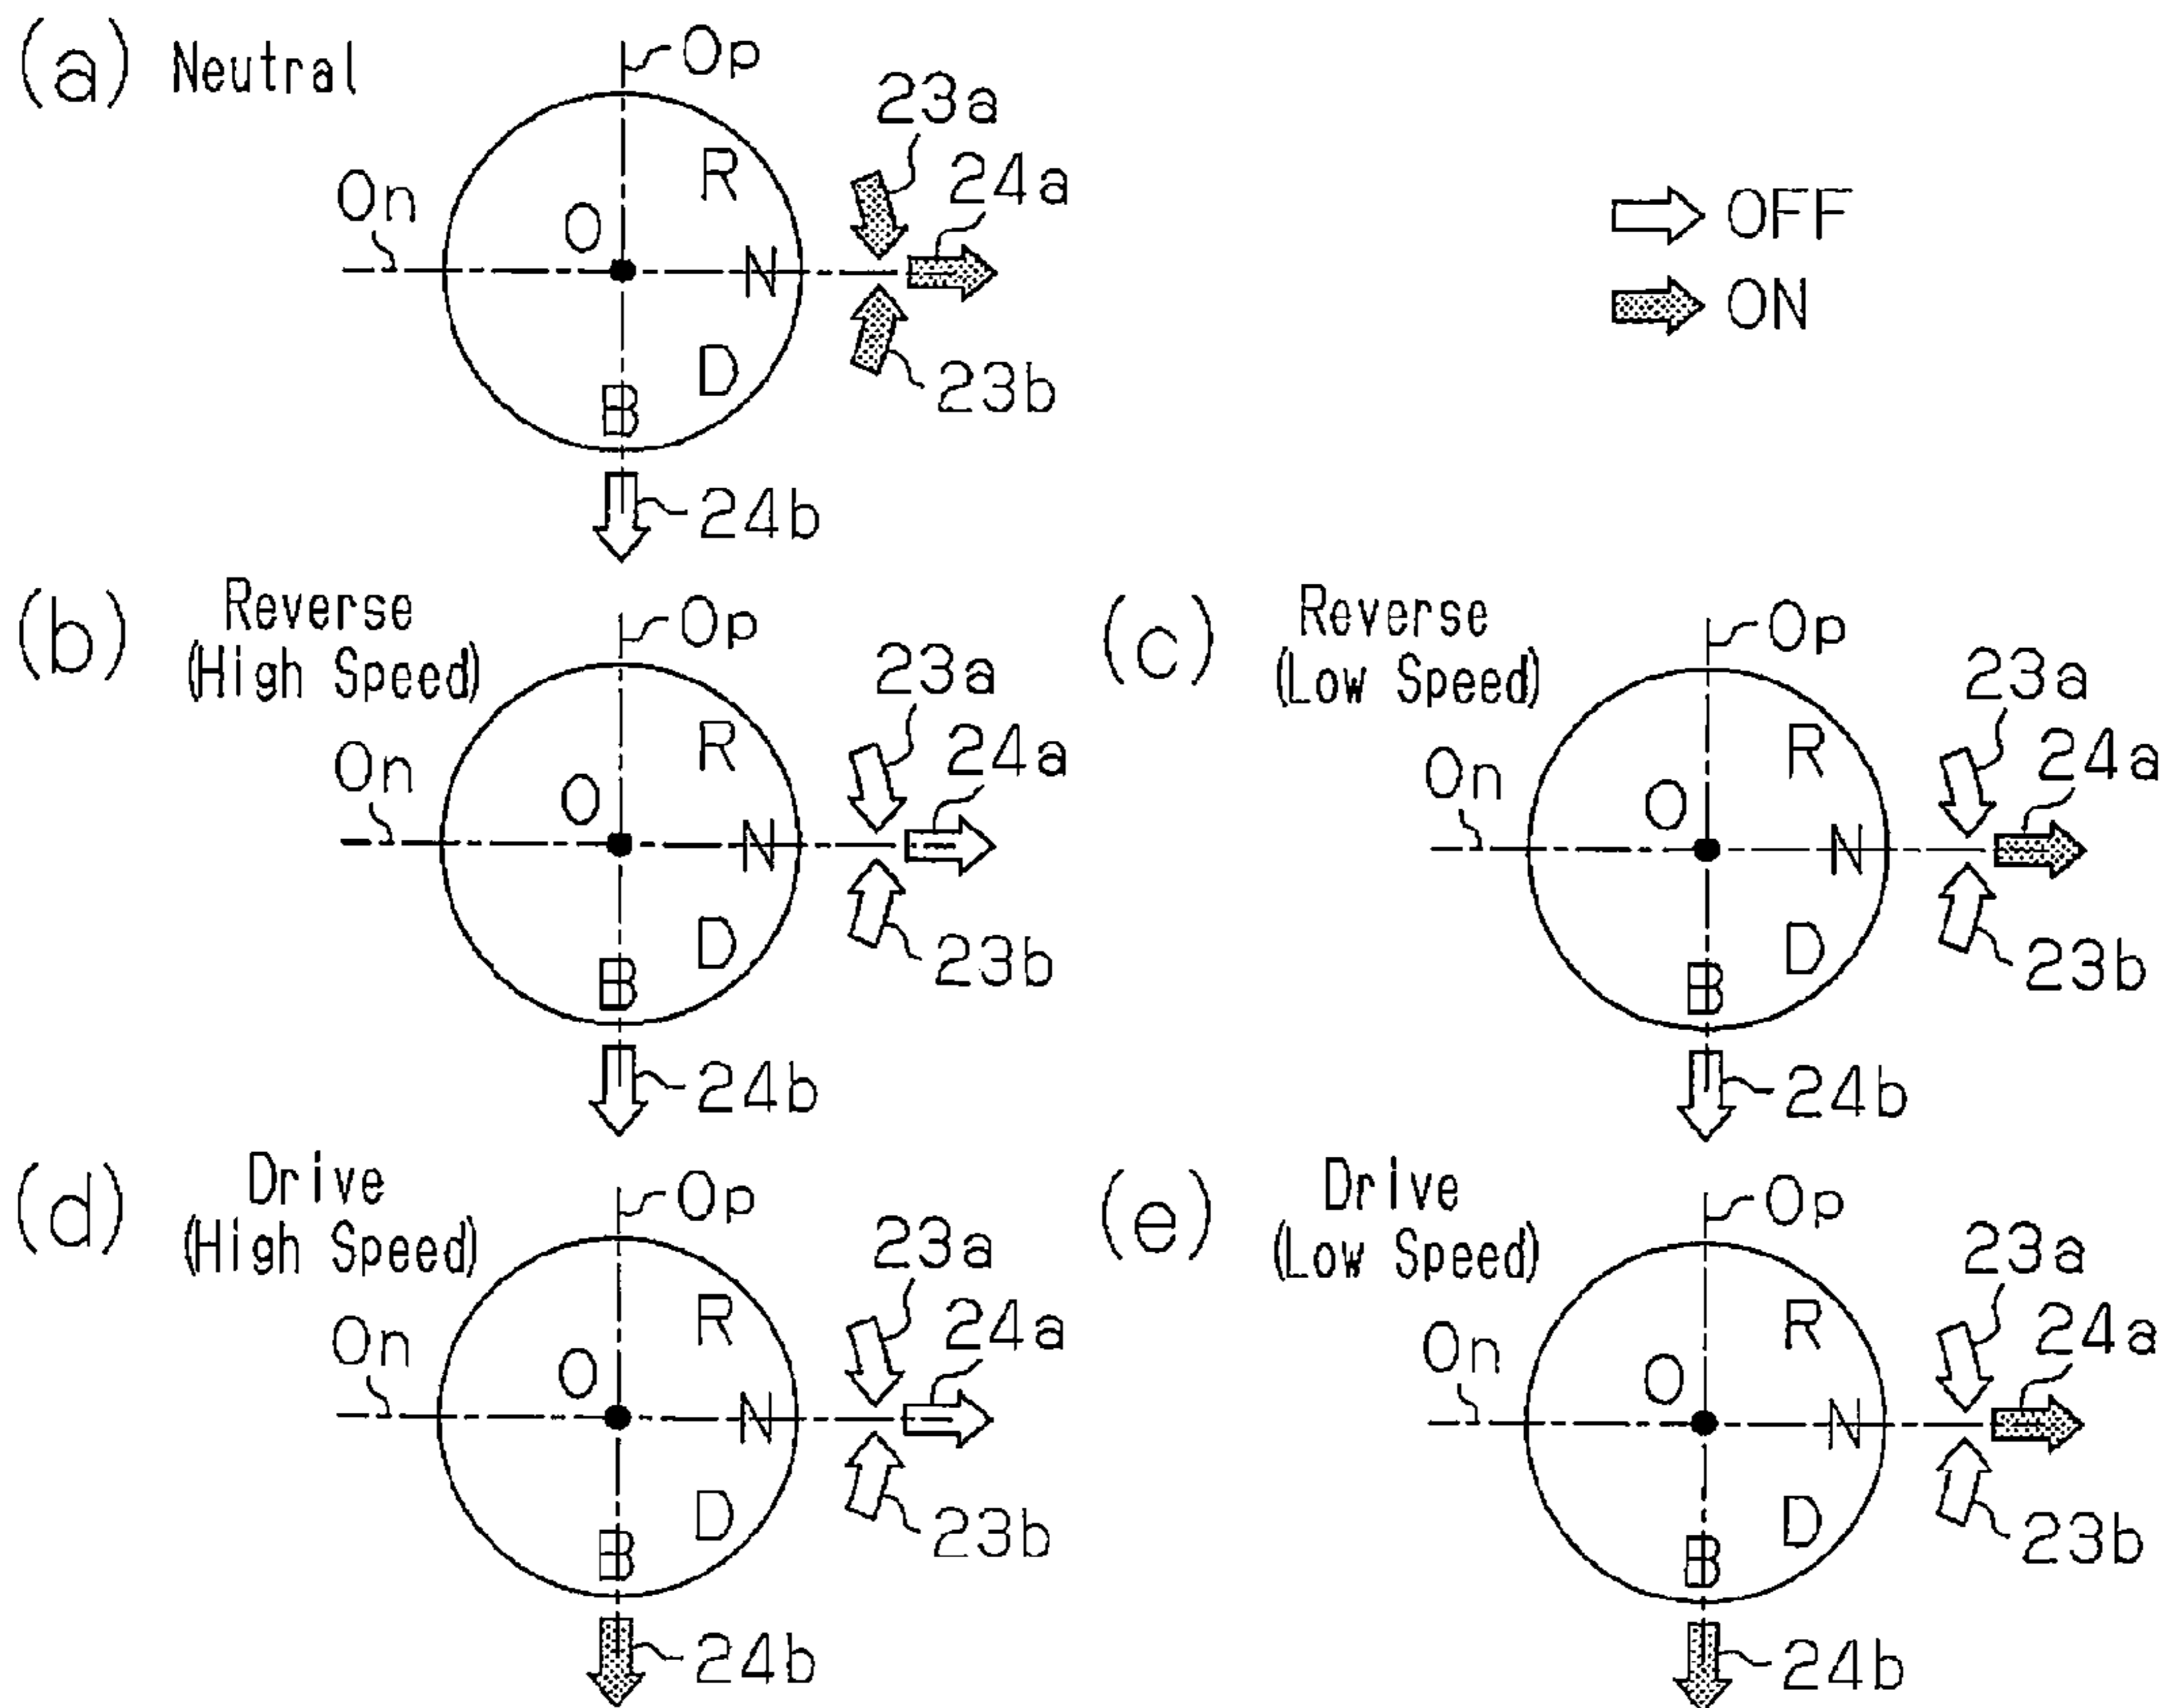 (a) Neutral
Op
23a
24a
On
O
R
N
D
B
23b
24b
OFF
ON
(b) Reverse
(High Speed)
Op
23a
24a
On
O
R
N
D
B
23b
24b
(c) Reverse
(Low Speed)
Op
23a
24a
On
O
R
N
D
B
23b
24b
(d) Drive
(High Speed)
Op
23a
24a
On
O
R
N
D
B
23b
24b
(e) Drive
(Low Speed)
Op
23a
24a
On
O
R
N
D
B
23b
24b